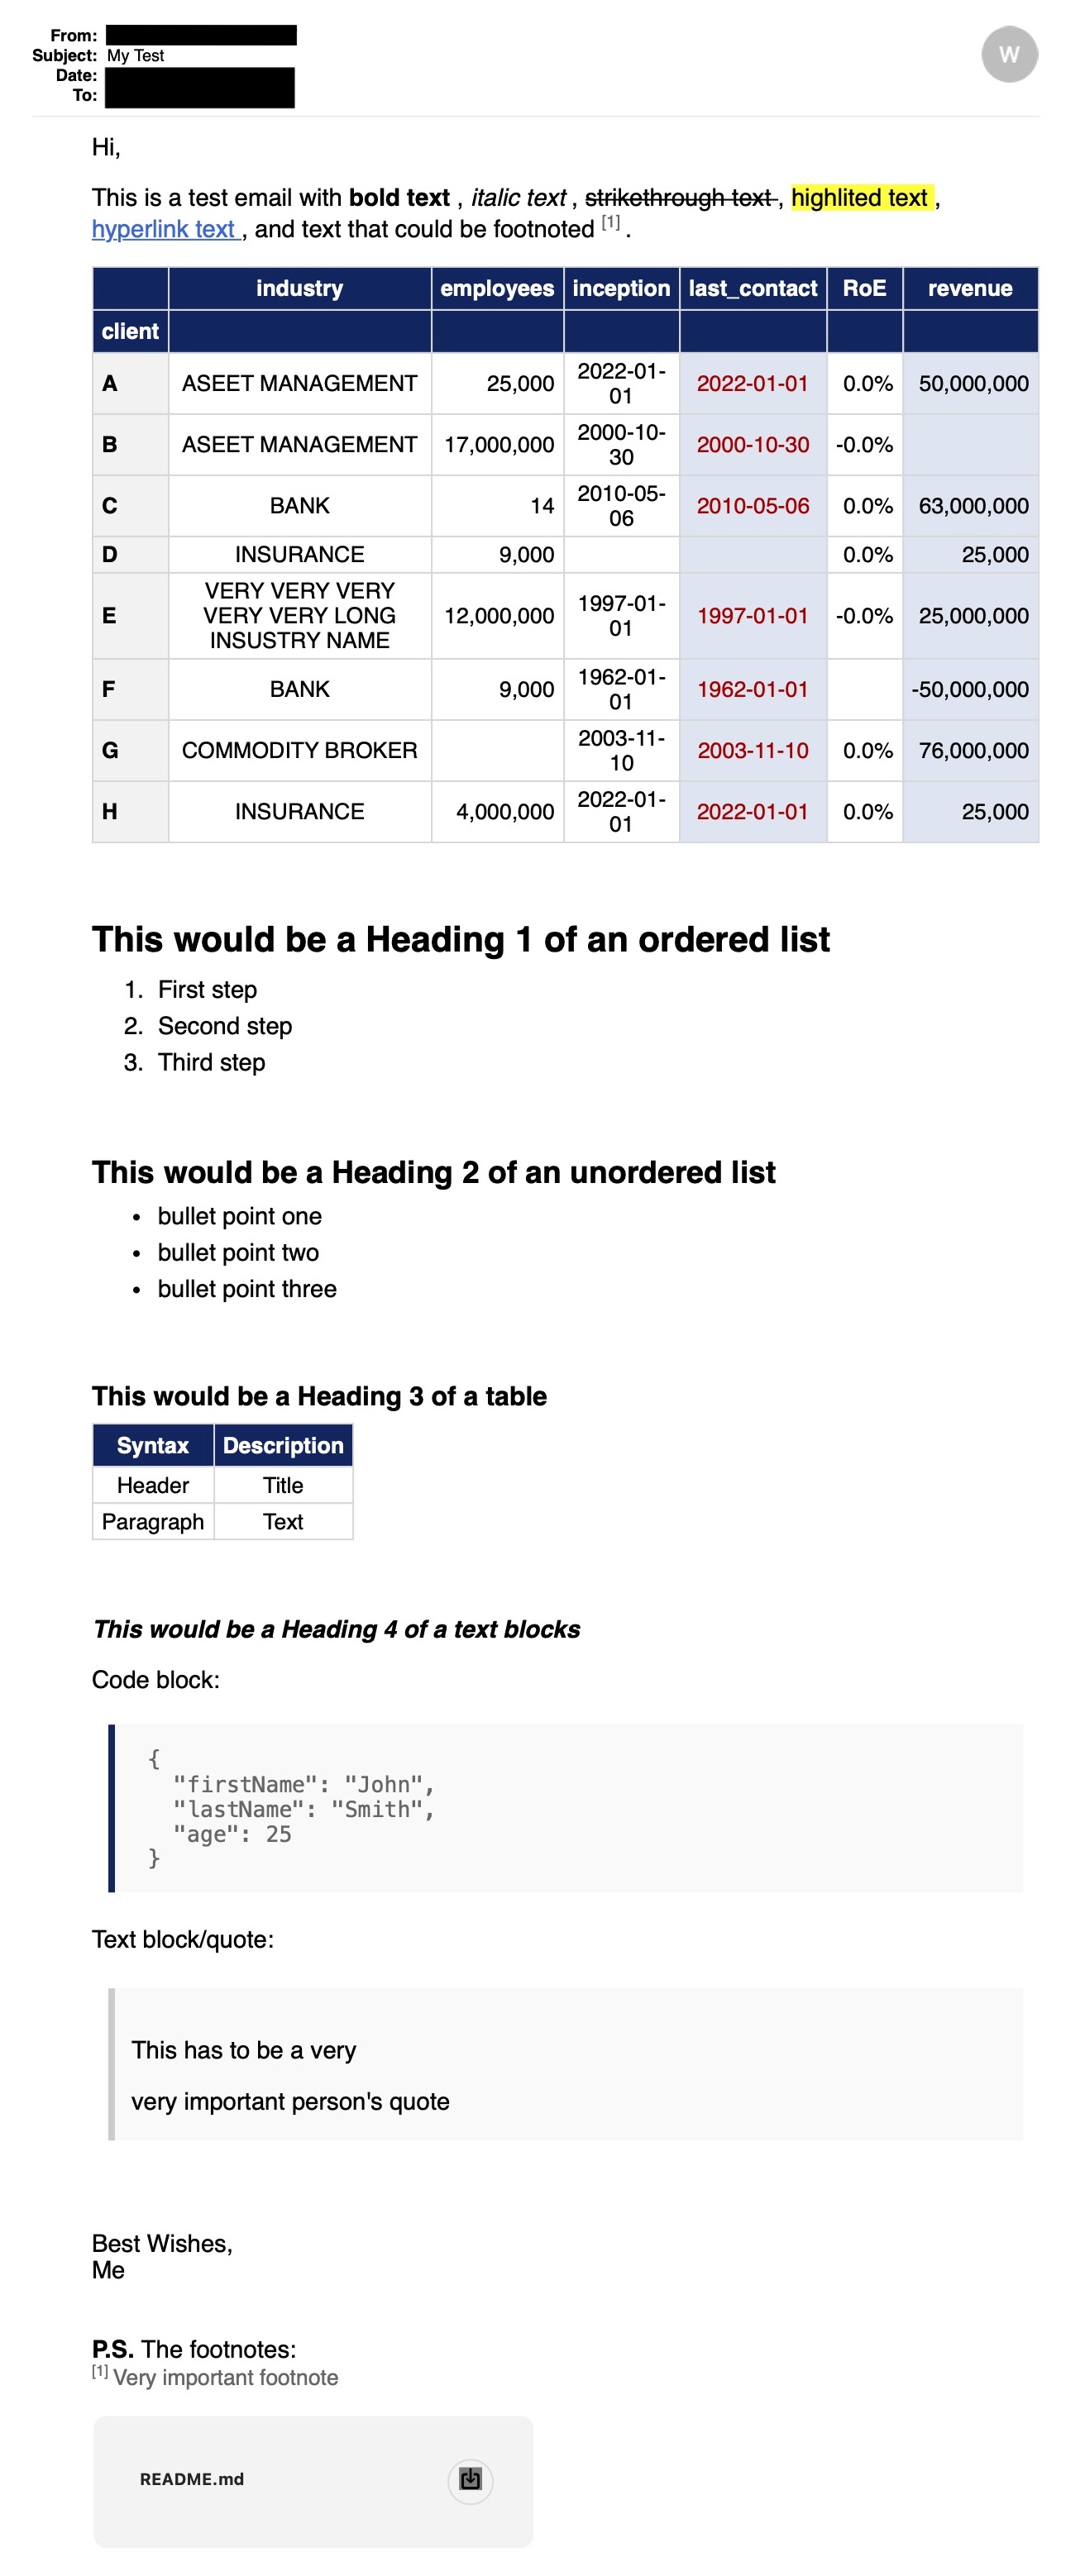 From:
Subject: My Test
Date:
To:
W
Hi,
This is a test email with bold text , italic text , strikethrough text , highlited text ,
hyperlink text , and text that could be footnoted [1] .
industry employees inception last_contact RoE revenue
client
A ASEET MANAGEMENT 25,000 2022-01-01 2022-01-01 0.0% 50,000,000
B ASEET MANAGEMENT 17,000,000 2000-10-30 2000-10-30 -0.0%
C BANK 14 2010-05-06 2010-05-06 0.0% 63,000,000
D INSURANCE 9,000 0.0% 25,000
E VERY VERY VERY VERY VERY LONG INSUSTRY NAME 12,000,000 1997-01-01 1997-01-01 -0.0% 25,000,000
F BANK 9,000 1962-01-01 1962-01-01 -50,000,000
G COMMODITY BROKER 2003-11-10 2003-11-10 0.0% 76,000,000
H INSURANCE 4,000,000 2022-01-01 2022-01-01 0.0% 25,000
This would be a Heading 1 of an ordered list
1. First step
2. Second step
3. Third step
This would be a Heading 2 of an unordered list
• bullet point one
• bullet point two
• bullet point three
This would be a Heading 3 of a table
Syntax Description
Header Title
Paragraph Text
This would be a Heading 4 of a text blocks
Code block:
{
"firstName": "John",
"lastName": "Smith",
"age": 25
}
Text block/quote:
This has to be a very
very important person's quote
Best Wishes,
Me
P.S. The footnotes:
[1] Very important footnote
README.md